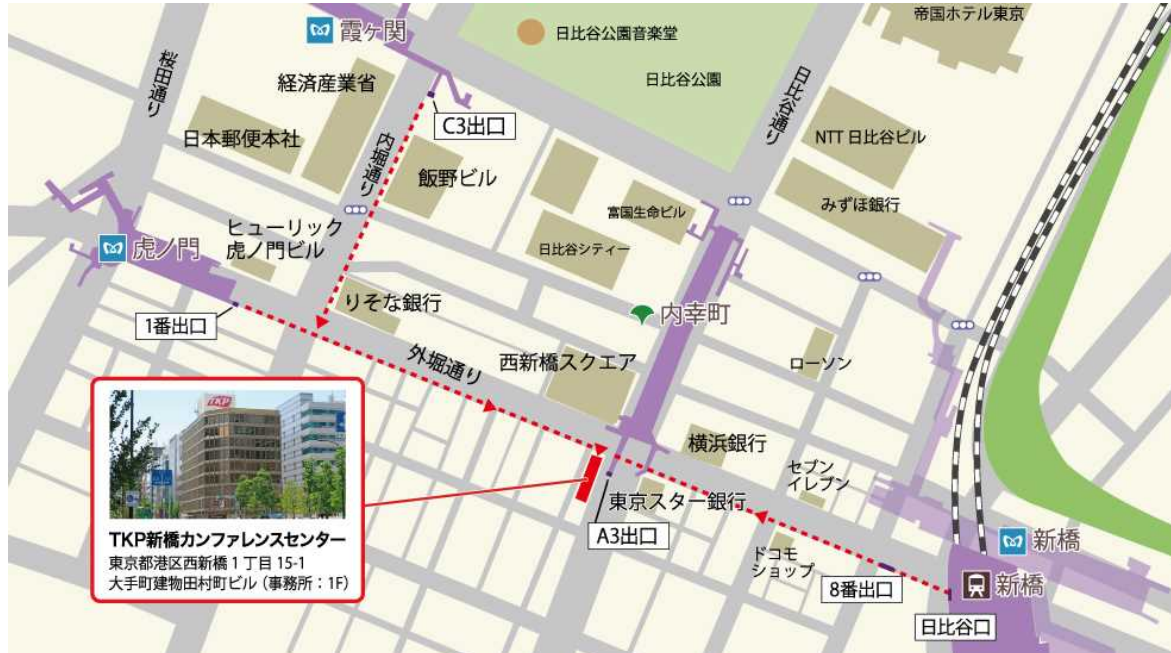 帝国ホテル東京
霞ヶ関
日比谷公園音楽堂
桜田通り
経済産業省
日比谷公園
日比谷通り
C3出口
日本郵便本社
内堀通り
NTT 日比谷ビル
飯野ビル
みずほ銀行
富国生命ビル
ヒューリック
虎ノ門ビル
虎ノ門
日比谷シティー
りそな銀行
内幸町
1番出口
外堀通り
西新橋スクエア
ローソン
TKP
横浜銀行
セブン
イレブン
東京スター銀行
A3出口
TKP新橋カンファレンスセンター
東京都港区西新橋1丁目 15-1
大手町建物田村町ビル（事務所：1F）
ドコモ
ショップ
新橋
8番出口
新橋
日比谷口